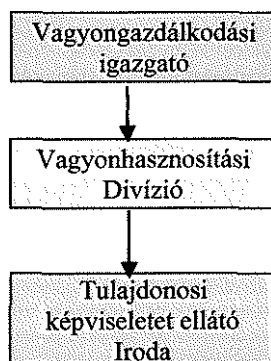 Vagyongazdálkodási
igazgató
Vagyonhasznosítási
Divízió
Tulajdonosi
képviseletet ellátó
Iroda